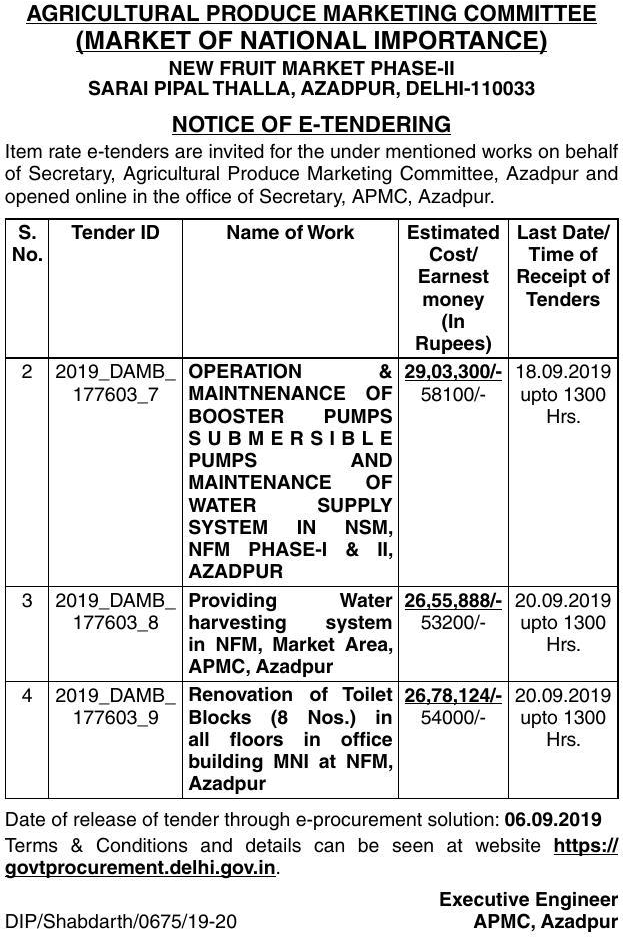 AGRICULTURAL PRODUCE MARKETING COMMITTEE
(MARKET OF NATIONAL IMPORTANCE)
NEW FRUIT MARKET PHASE-II
SARAI PIPAL THALLA, AZADPUR, DELHI-110033
NOTICE OF E-TENDERING
Item rate e-tenders are invited for the under mentioned works on behalf
of Secretary, Agricultural Produce Marketing Committee, Azadpur and
opened online in the office of Secretary, APMC, Azadpur.
S. No.
Tender ID
Name of Work
Estimated
Cost/
Earnest
money
(In
Rupees)
Last Date/
Time of
Receipt of
Tenders
2
2019_DAMB_
177603_7
OPERATION &
MAINTNENANCE OF
BOOSTER PUMPS
SUBMERSIBLE
PUMPS AND
MAINTENANCE OF
WATER SUPPLY
SYSTEM IN NSM,
NFM PHASE-I & II,
AZADPUR
29,03,300/-
58100/-
18.09.2019
upto 1300
Hrs.
3
2019_DAMB_
177603_8
Providing Water
harvesting system
in NFM, Market Area,
APMC, Azadpur
26,55,888/-
53200/-
20.09.2019
upto 1300
Hrs.
4
2019_DAMB_
177603_9
Renovation of Toilet
Blocks (8 Nos.) in
all floors in office
building MNI at NFM,
Azadpur
26,78,124/-
54000/-
20.09.2019
upto 1300
Hrs.
Date of release of tender through e-procurement solution: 06.09.2019
Terms & Conditions and details can be seen at website https://
govtprocurement.delhi.gov.in.
Executive Engineer
DIP/Shabdarth/0675/19-20 APMC, Azadpur